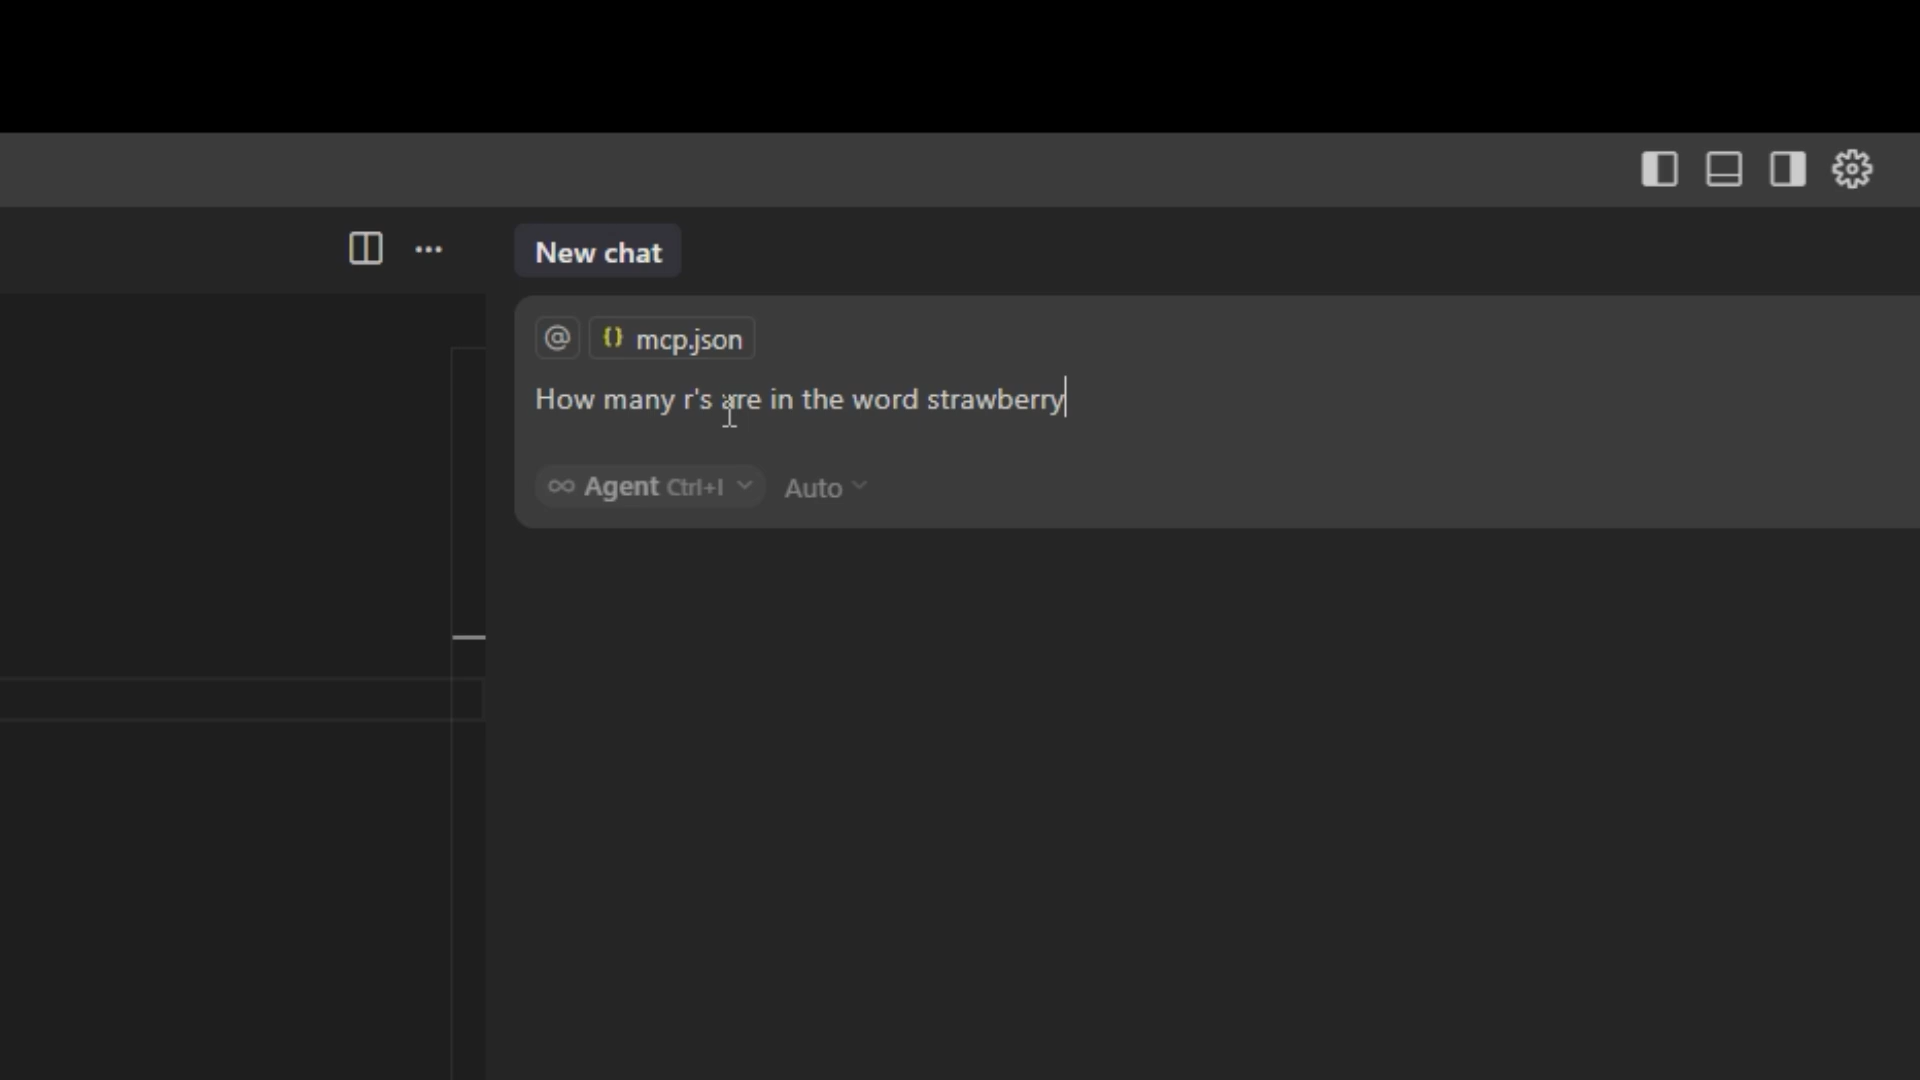 New chat
@ {} mcp.json
How many r's are in the word strawberry
∞ Agent Ctrl+I Auto